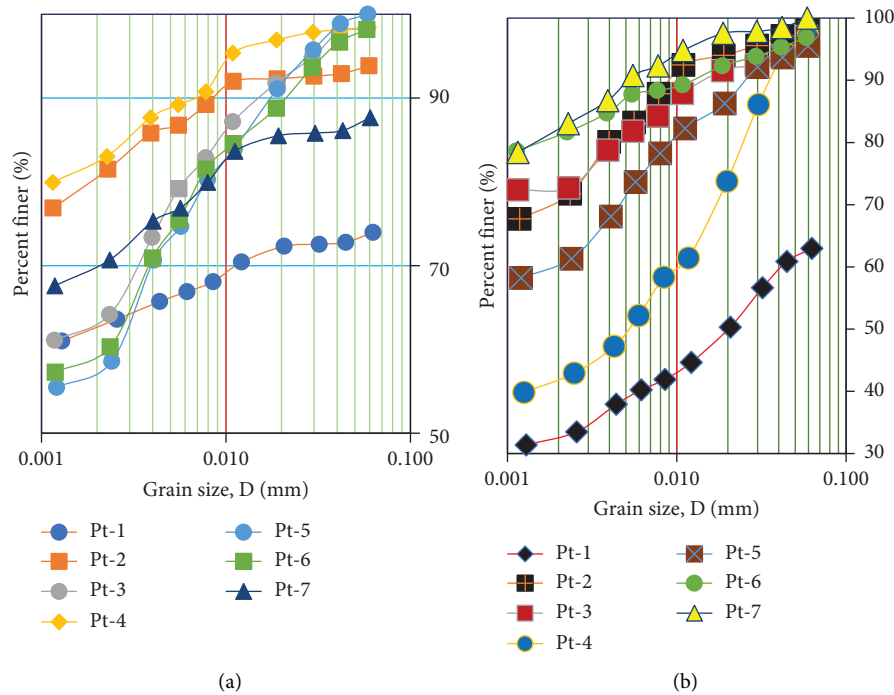 90
70
50
Percent finer (%)
0.001
0.010
0.100
Grain size, D (mm)
Pt-1
Pt-2
Pt-3
Pt-4
Pt-5
Pt-6
Pt-7
(a)
100
90
80
70
60
50
40
30
Percent finer (%)
0.001
0.010
0.100
Grain size, D (mm)
Pt-1
Pt-2
Pt-3
Pt-4
Pt-5
Pt-6
Pt-7
(b)